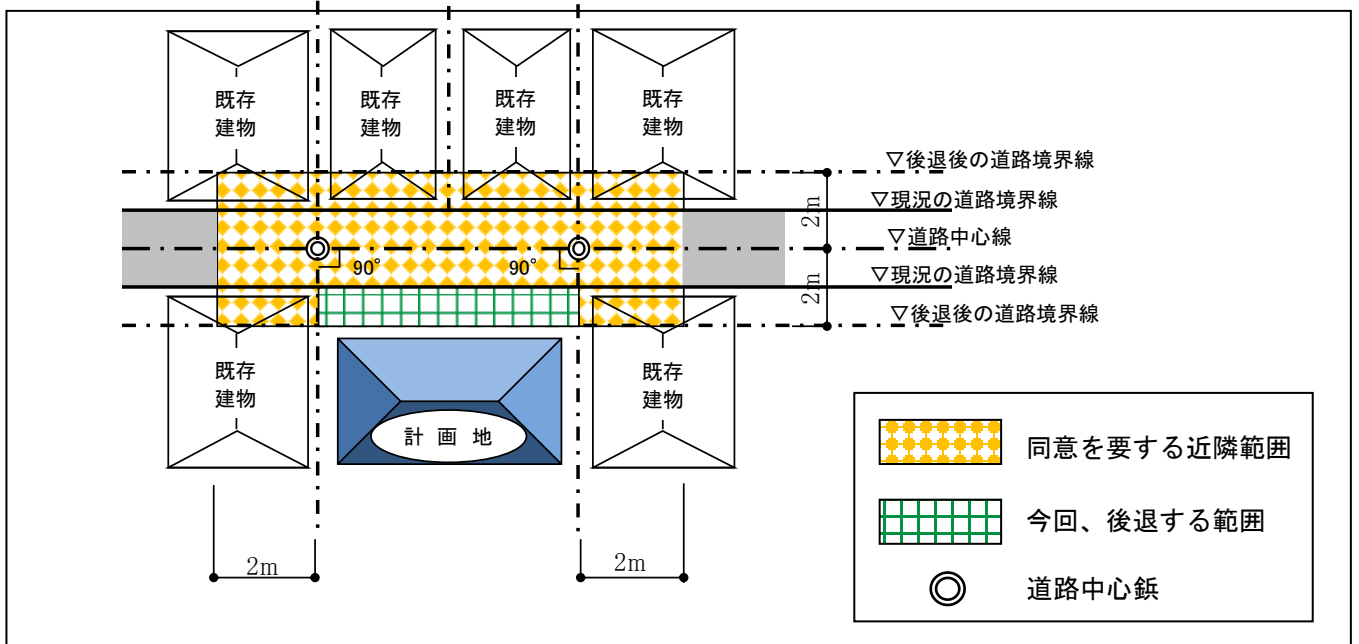 既存
建物
既存
建物
既存
建物
既存
建物
▽後退後の道路境界線
▽現況の道路境界線
2m
▽道路中心線
90°
90°
▽現況の道路境界線
2m
▽後退後の道路境界線
既存
建物
既存
建物
計画地
2m
2m
同意を要する近隣範囲
今回、後退する範囲
道路中心鋲